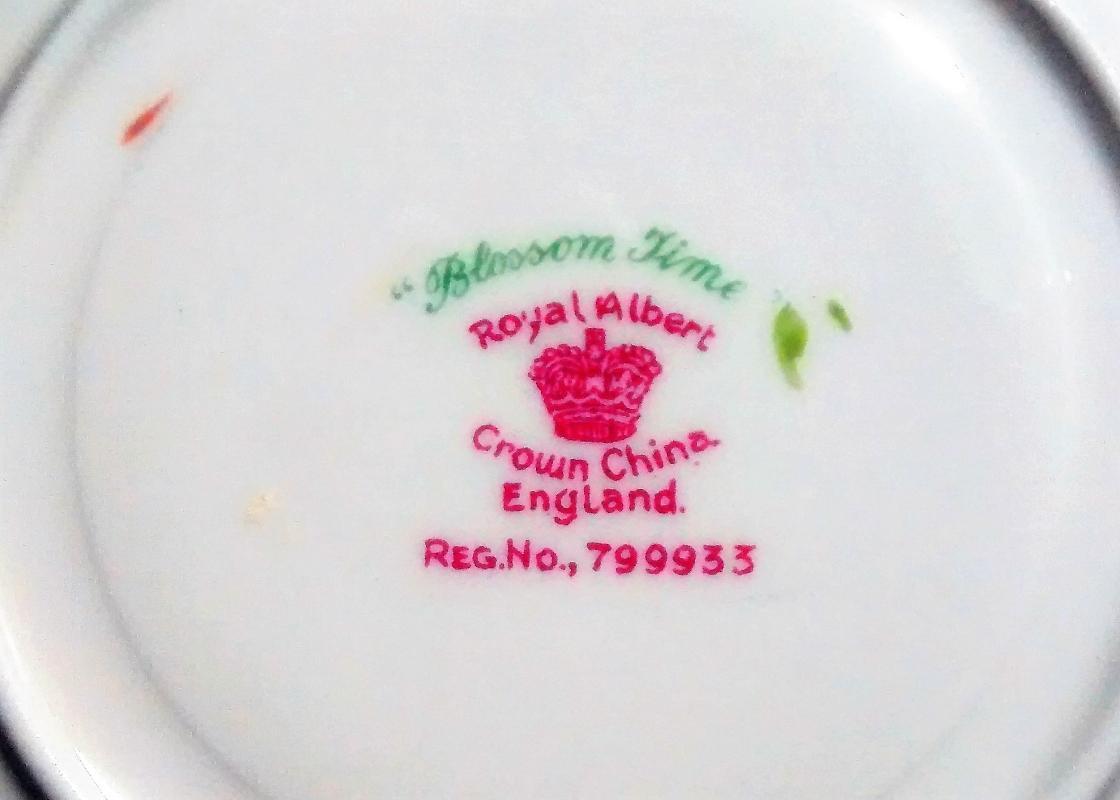 “Blossom Time
Royal Albert
Crown China
England.
REG.No., 799933